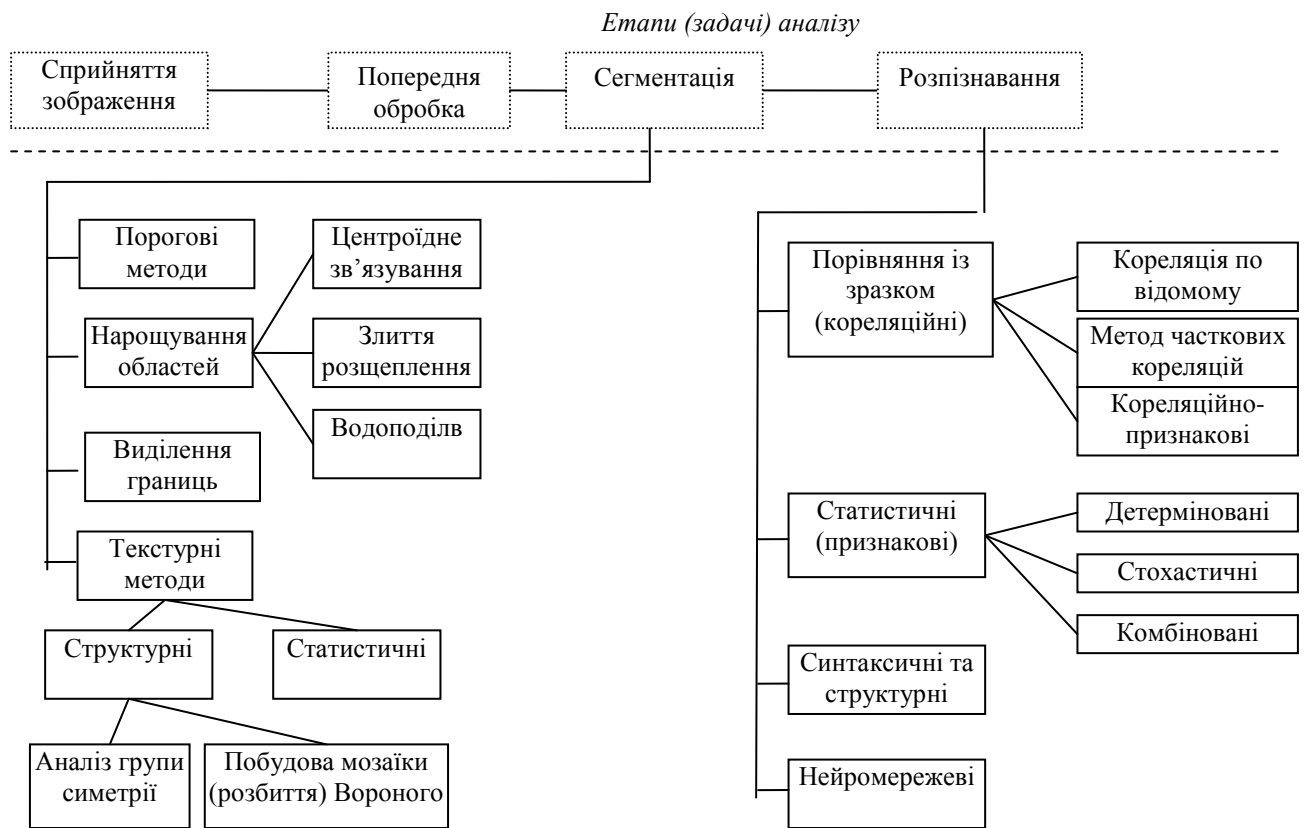 Етапи (задачі) аналізу
Сприйняття
зображення
Попередня
обробка
Сегментація
Розпізнавання
Порогові
методи
Центроїдне
зв’язування
Нарощування
областей
Злиття
розщеплення
Водоподілв
Виділення
границь
Текстурні
методи
Структурні
Статистичні
Аналіз групи
симетрії
Побудова мозаїки
(розбиття) Вороного
Порівняння із
зразком
(кореляційні)
Кореляція по
відомому
Метод часткових
кореляцій
Кореляційно-
признакові
Статистичні
(признакові)
Детерміновані
Стохастичні
Комбіновані
Синтаксичні та
структурні
Нейромережеві